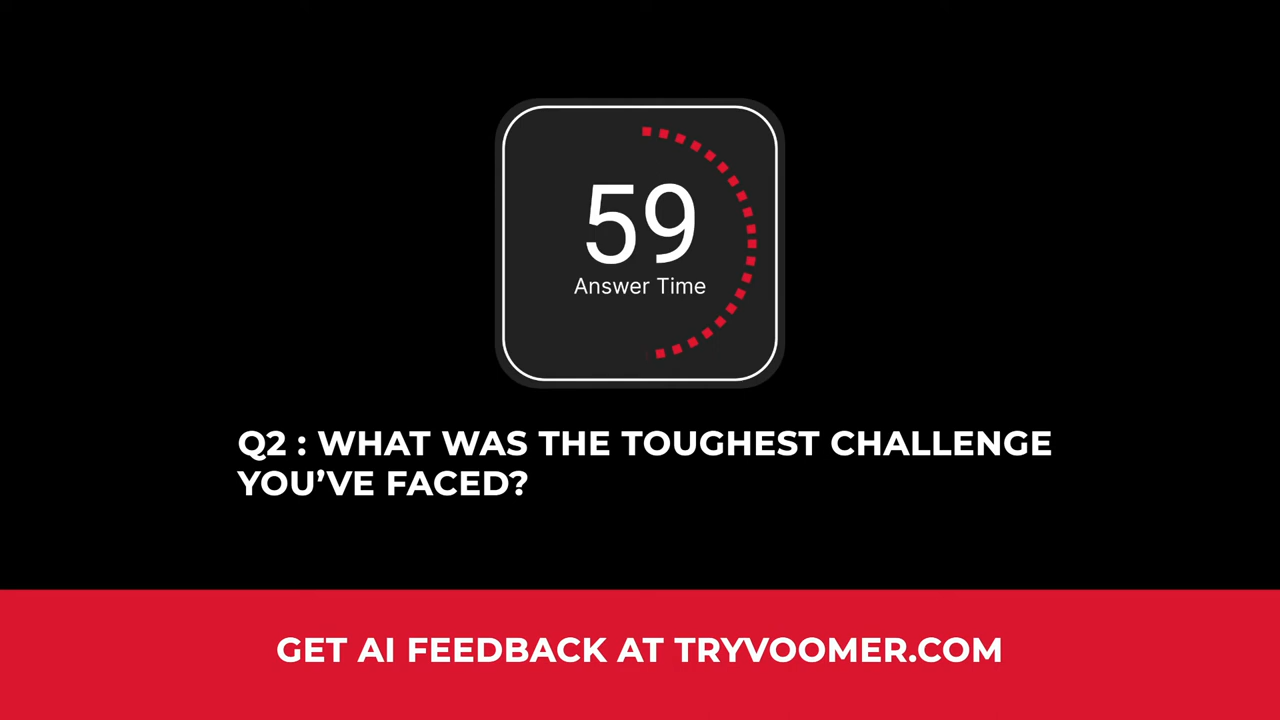 59
Answer Time
Q2 : WHAT WAS THE TOUGHEST CHALLENGE
YOU’VE FACED?
GET AI FEEDBACK AT TRYVOOMER.COM